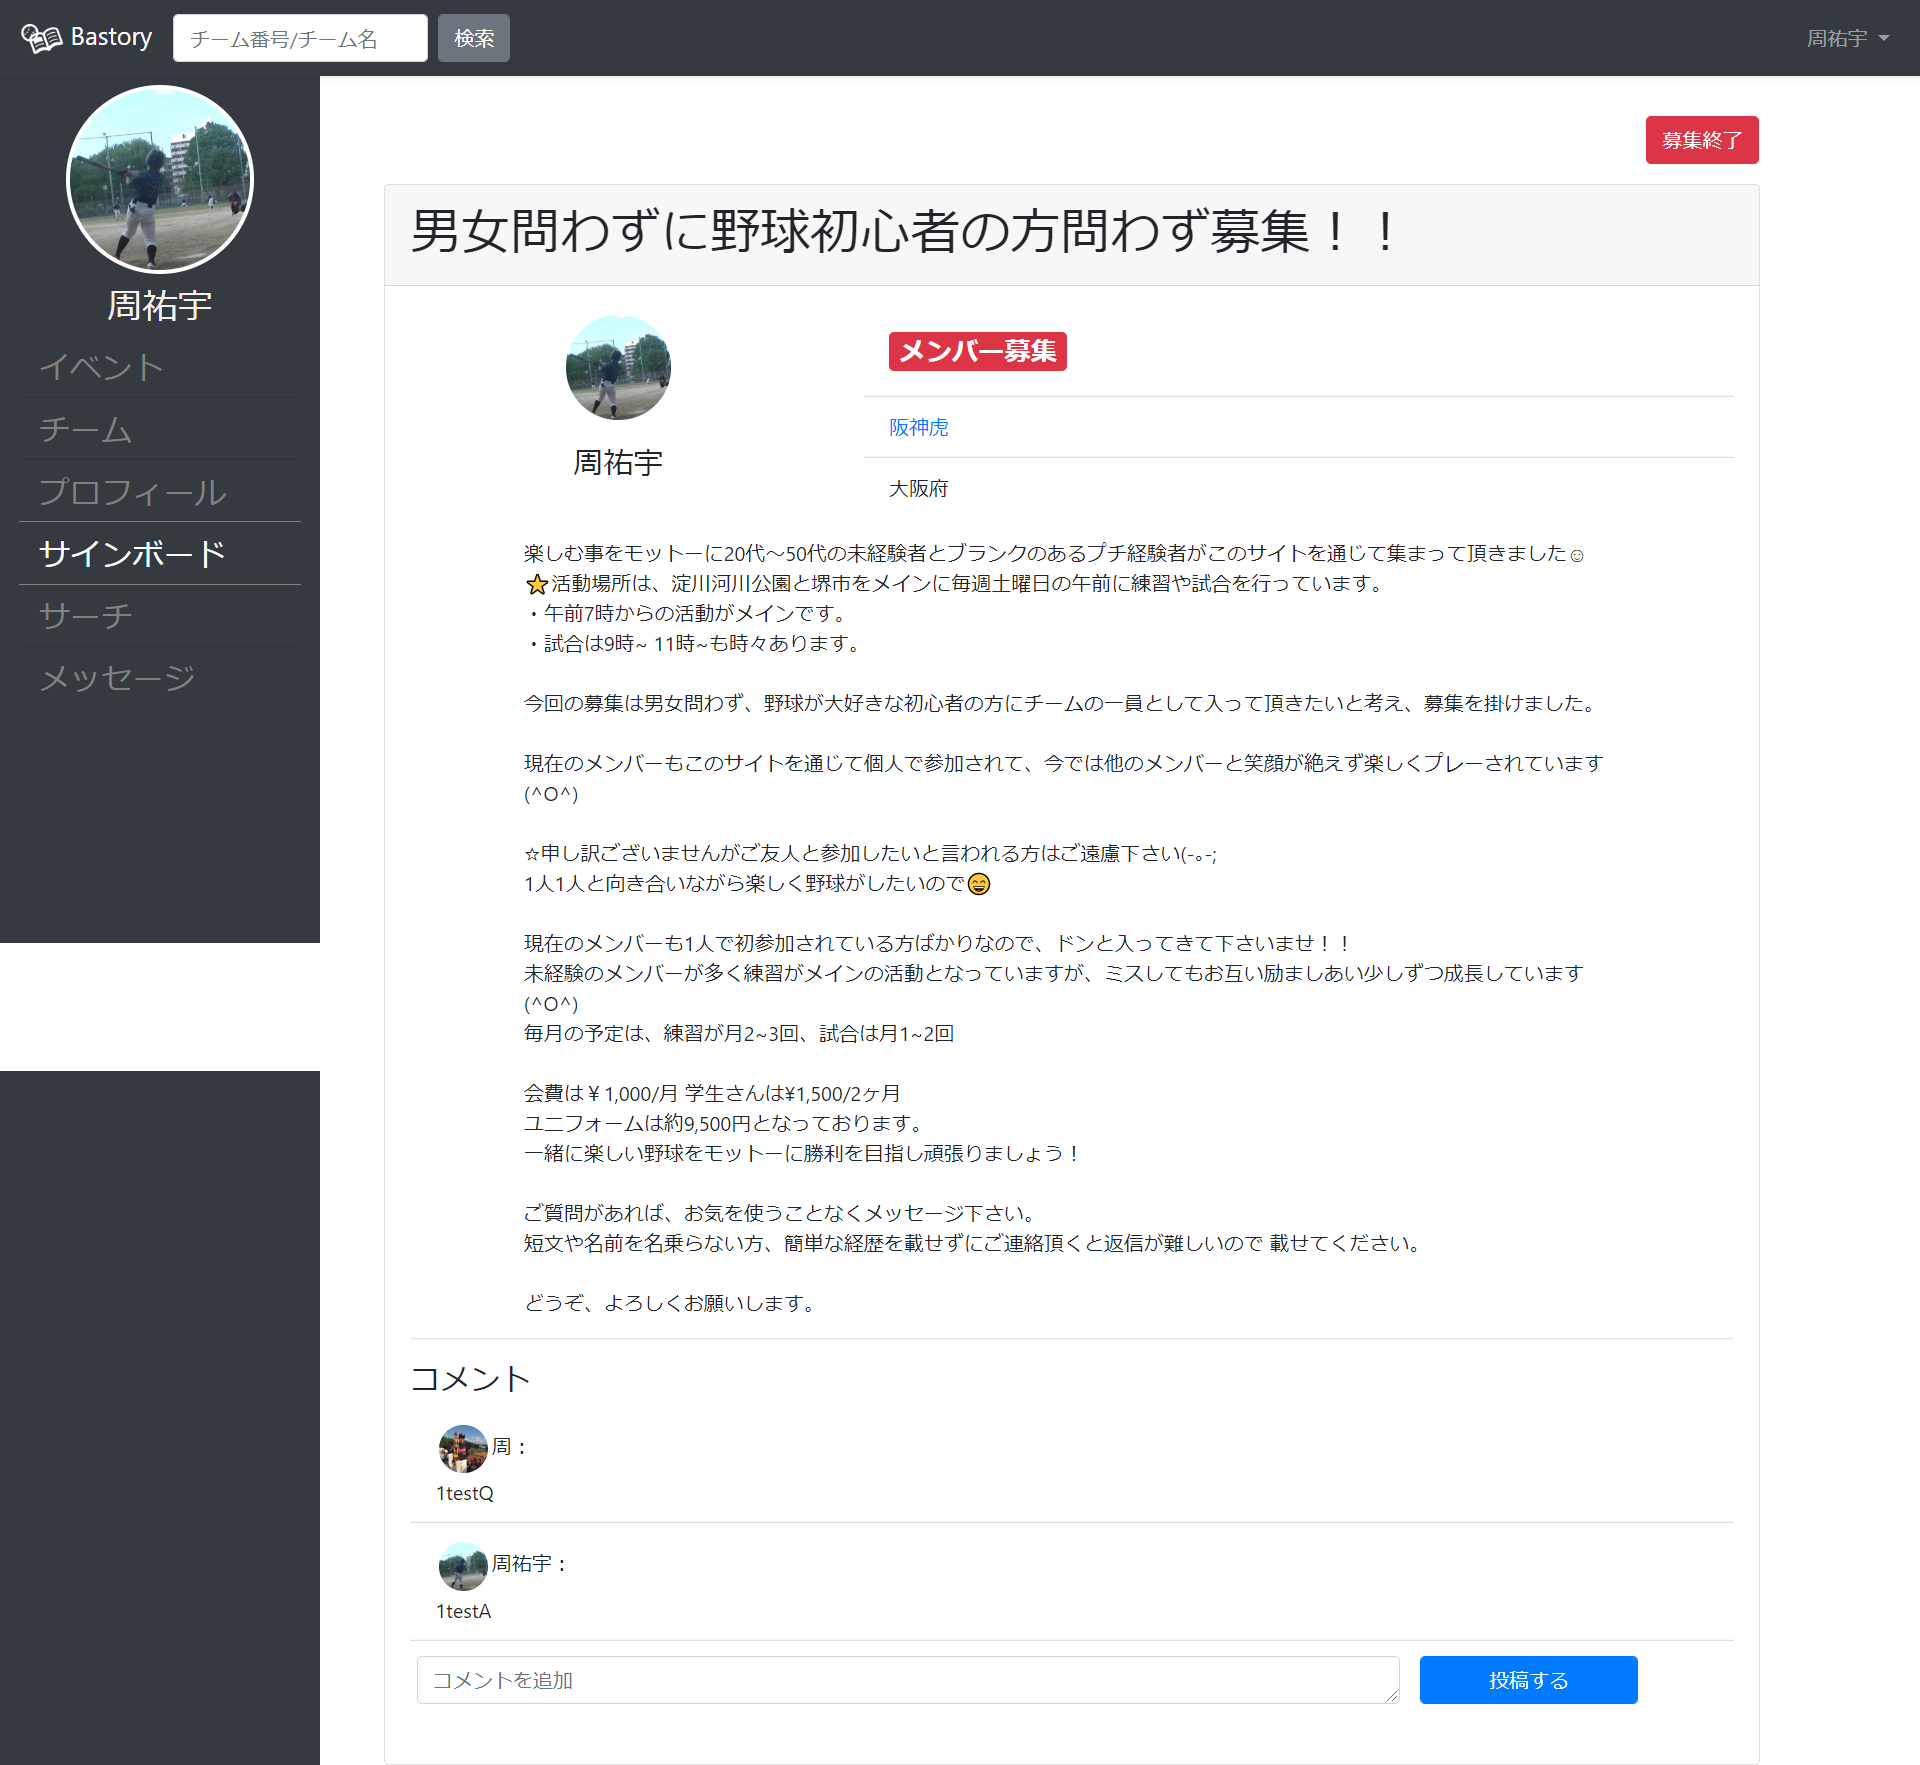 Bastory
チーム番号/チーム名
検索
周祐宇
周祐宇
イベント
チーム
プロフィール
サインボード
サーチ
メッセージ
募集終了
男女問わずに野球初心者の方問わず募集！！
周祐宇
メンバー募集
阪神虎
大阪府
楽しむ事をモットーに20代〜50代の未経験者とブランクのあるプチ経験者がこのサイトを通じて集まって頂きました☺
⭐活動場所は、淀川河川公園と堺市をメインに毎週土曜日の午前に練習や試合を行っています。
・午前7時からの活動がメインです。
・試合は9時~ 11時~も時々あります。
今回の募集は男女問わず、野球が大好きな初心者の方にチームの一員として入って頂きたいと考え、募集を掛けました。
現在のメンバーもこのサイトを通じて個人で参加されて、今では他のメンバーと笑顔が絶えず楽しくプレーされています
(^O^)
☆申し訳ございませんがご友人と参加したいと言われる方はご遠慮下さい(-｡-;
1人1人と向き合いながら楽しく野球がしたいので😄
現在のメンバーも1人で初参加されている方ばかりなので、ドンと入ってきて下さいませ！！
未経験のメンバーが多く練習がメインの活動となっていますが、ミスしてもお互い励ましあい少しずつ成長しています
(^O^)
毎月の予定は、練習が月2~3回、試合は月1~2回
会費は￥1,000/月 学生さんは¥1,500/2ヶ月
ユニフォームは約9,500円となっております。
一緒に楽しい野球をモットーに勝利を目指し頑張りましょう！
ご質問があれば、お気を使うことなくメッセージ下さい。
短文や名前を名乗らない方、簡単な経歴を載せずにご連絡頂くと返信が難しいので 載せてください。
どうぞ、よろしくお願いします。
コメント
周：
1testQ
周祐宇：
1testA
コメントを追加
投稿する